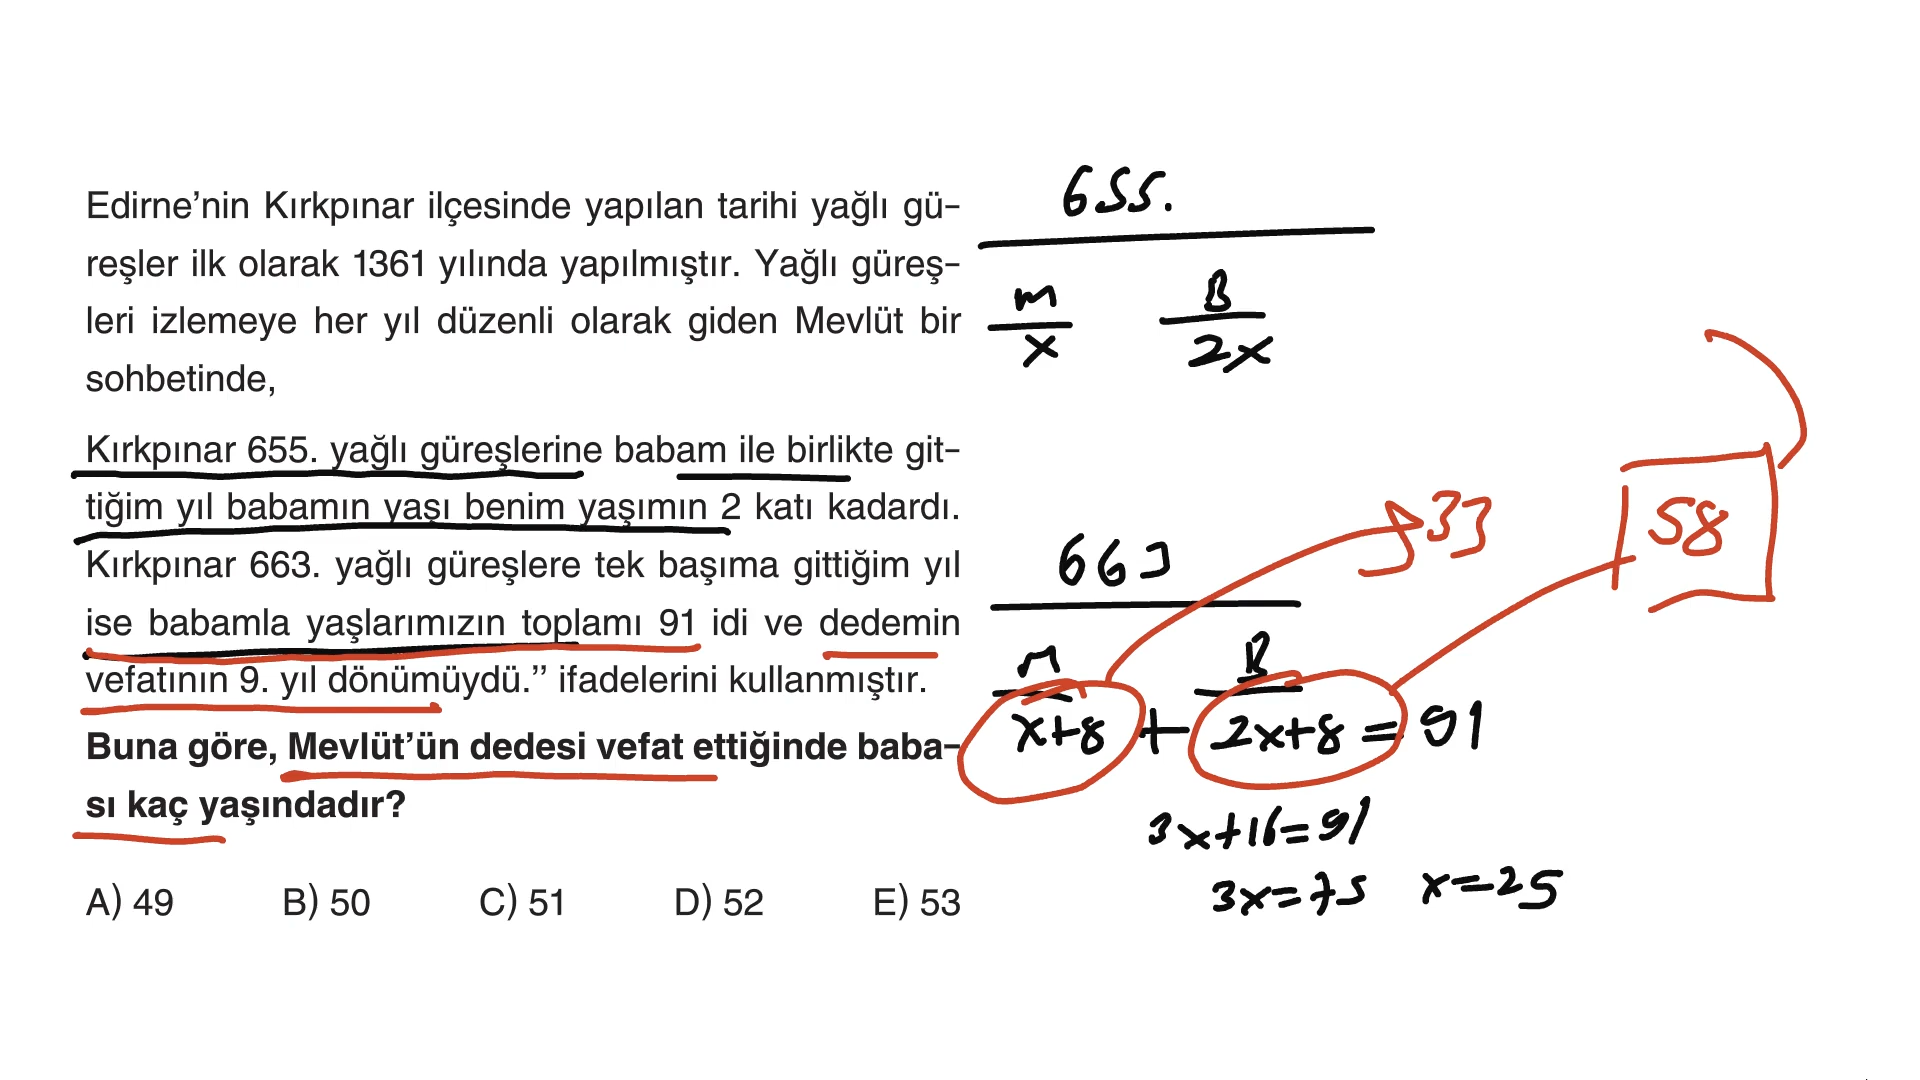 Edirne’nin Kırkpınar ilçesinde yapılan tarihi yağlı gü-
reşler ilk olarak 1361 yılında yapılmıştır. Yağlı güreş-
leri izlemeye her yıl düzenli olarak giden Mevlüt bir
sohbetinde,
Kırkpınar 655. yağlı güreşlerine babam ile birlikte git-
tiğim yıl babamın yaşı benim yaşımın 2 katı kadardı.
Kırkpınar 663. yağlı güreşlere tek başıma gittiğim yıl
ise babamla yaşlarımızın toplamı 91 idi ve dedemin
vefatının 9. yıl dönümüydü.” ifadelerini kullanmıştır.
Buna göre, Mevlüt’ün dedesi vefat ettiğinde baba-
sı kaç yaşındadır?
A) 49 B) 50 C) 51 D) 52 E) 53
655.
M B
x 2x
663
33
58
M B
x+8 + 2x+8 = 91
3x+16=91
3x=75 x=25